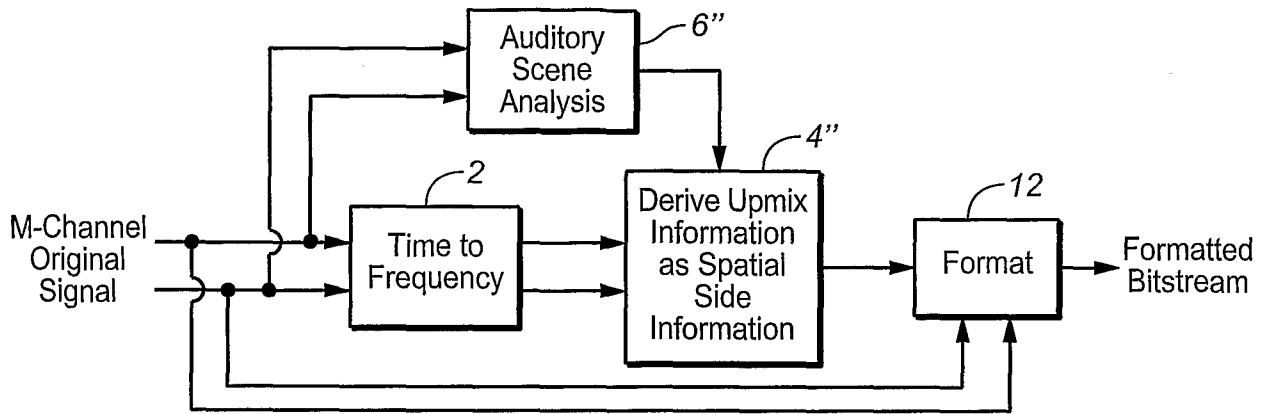 Auditory
Scene
Analysis
6”
M-Channel
Original
Signal
Time to
Frequency
2
Derive Upmix
Information
as Spatial
Side
Information
4”
Format
12
Formatted
Bitstream